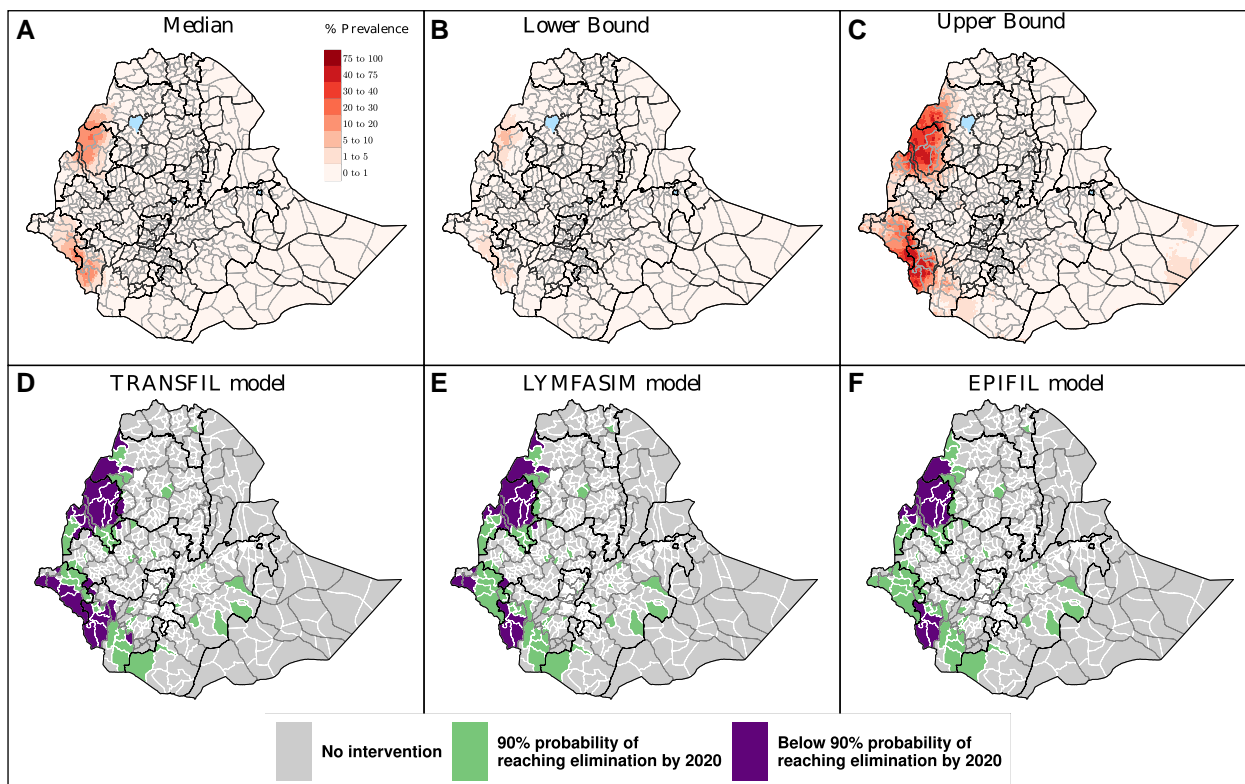 A
Median
% Prevalence
75 to 100
40 to 75
30 to 40
20 to 30
10 to 20
5 to 10
1 to 5
0 to 1
B
Lower Bound
C
Upper Bound
D
TRANSFIL model
E
LYMFASIM model
F
EPIFIL model
No intervention
90% probability of
reaching elimination by 2020
Below 90% probability of
reaching elimination by 2020